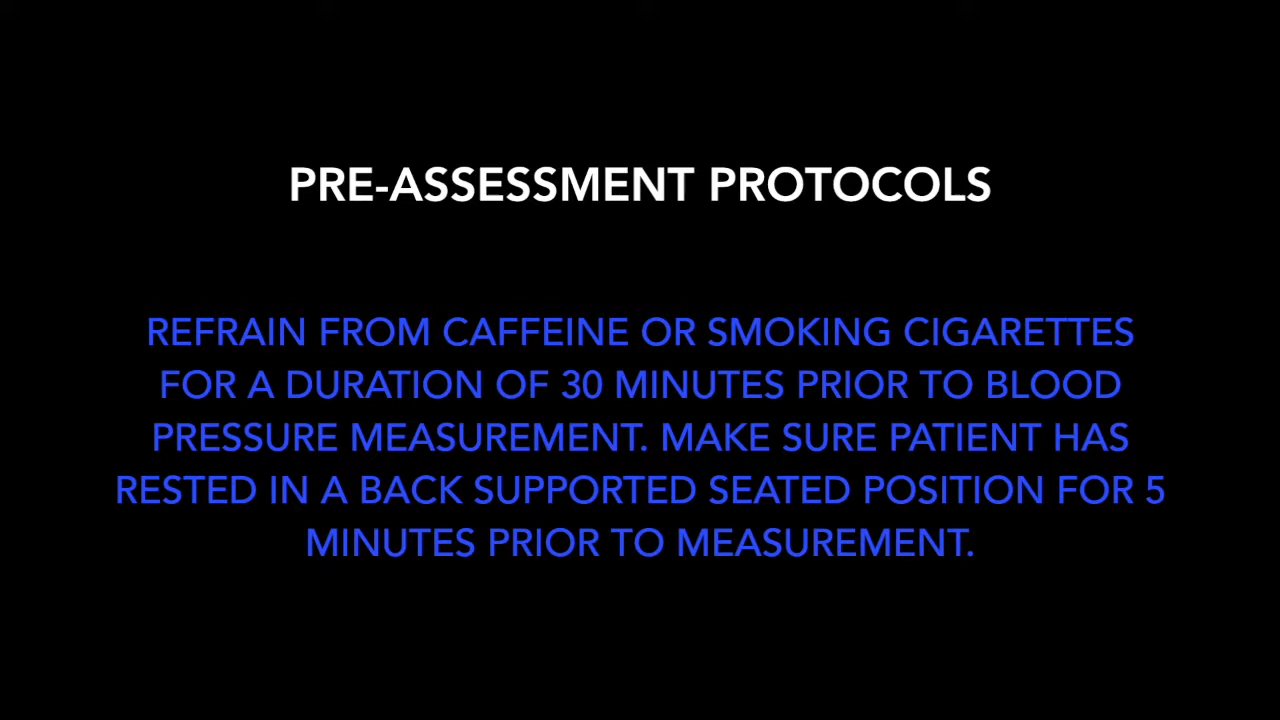 PRE-ASSESSMENT PROTOCOLS
REFRAIN FROM CAFFEINE OR SMOKING CIGARETTES
FOR A DURATION OF 30 MINUTES PRIOR TO BLOOD
PRESSURE MEASUREMENT. MAKE SURE PATIENT HAS
RESTED IN A BACK SUPPORTED SEATED POSITION FOR 5
MINUTES PRIOR TO MEASUREMENT.